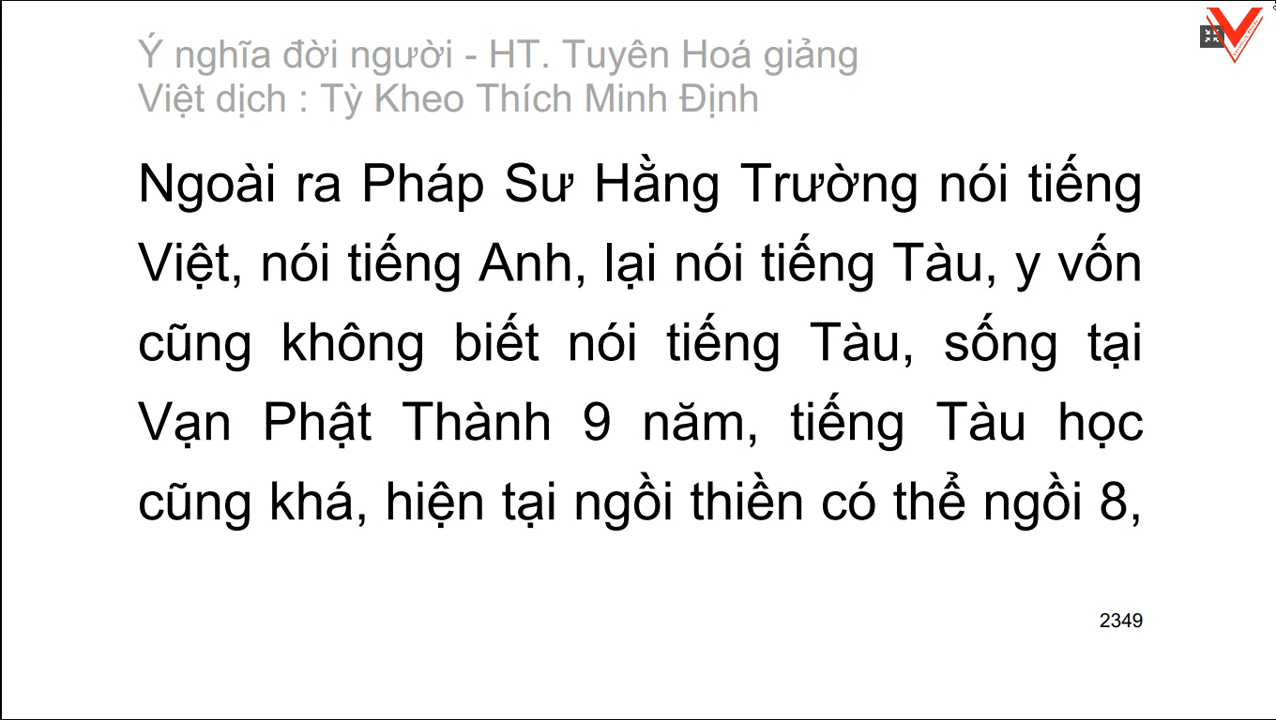 Ý nghĩa đời người - HT. Tuyên Hoá giảng
Việt dịch : Tỳ Kheo Thích Minh Định
Ngoài ra Pháp Sư Hằng Trường nói tiếng
Việt, nói tiếng Anh, lại nói tiếng Tàu, y vốn
cũng không biết nói tiếng Tàu, sống tại
Vạn Phật Thành 9 năm, tiếng Tàu học
cũng khá, hiện tại ngồi thiền có thể ngồi 8,
2349